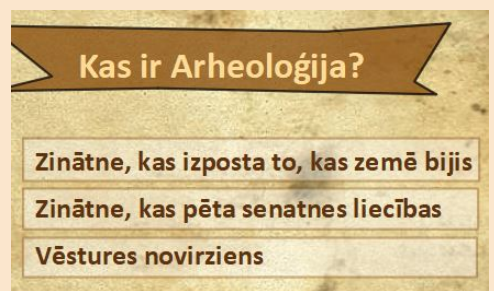 Kas ir Arheoloģija?
Zinātne, kas izposta to, kas zemē bijis
Zinātne, kas pēta senatnes liecības
Vēstures novirziens